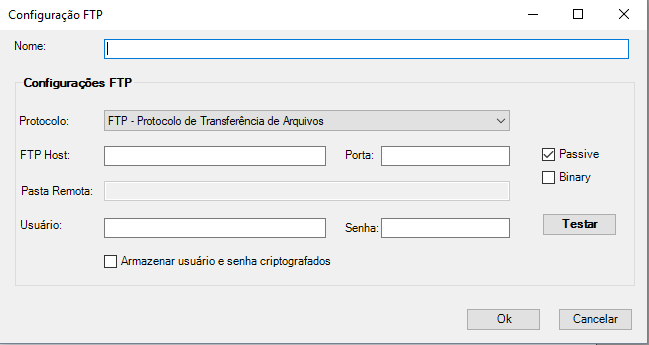 Configuração FTP
Nome:
Configurações FTP
Protocolo: FTP - Protocolo de Transferência de Arquivos
FTP Host: Porta: Passive
Binary
Pasta Remota:
Usuário: Senha: Testar
Armazenar usuário e senha criptografados
Ok Cancelar